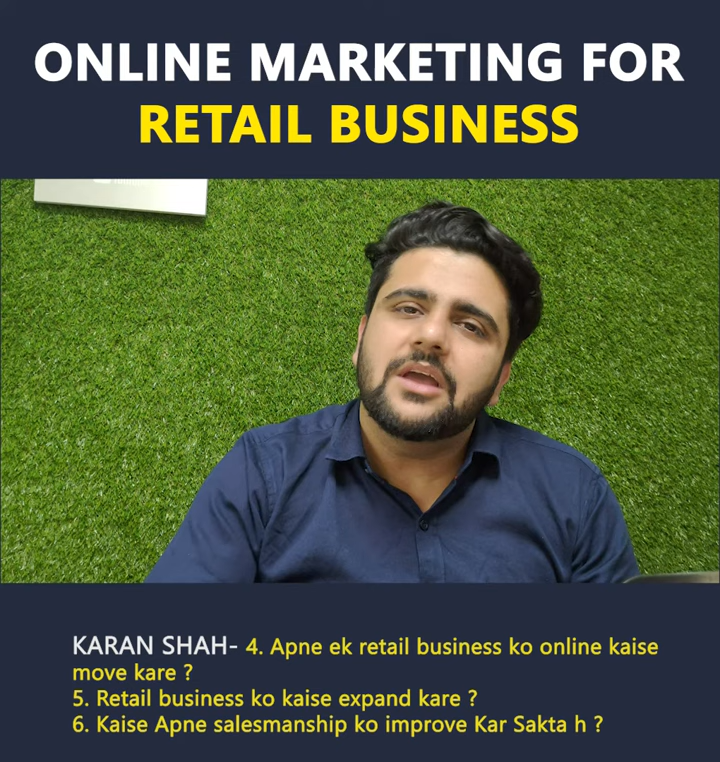 ONLINE MARKETING FOR
RETAIL BUSINESS
KARAN SHAH- 4. Apne ek retail business ko online kaise
move kare ?
5. Retail business ko kaise expand kare ?
6. Kaise Apne salesmanship ko improve Kar Sakta h ?